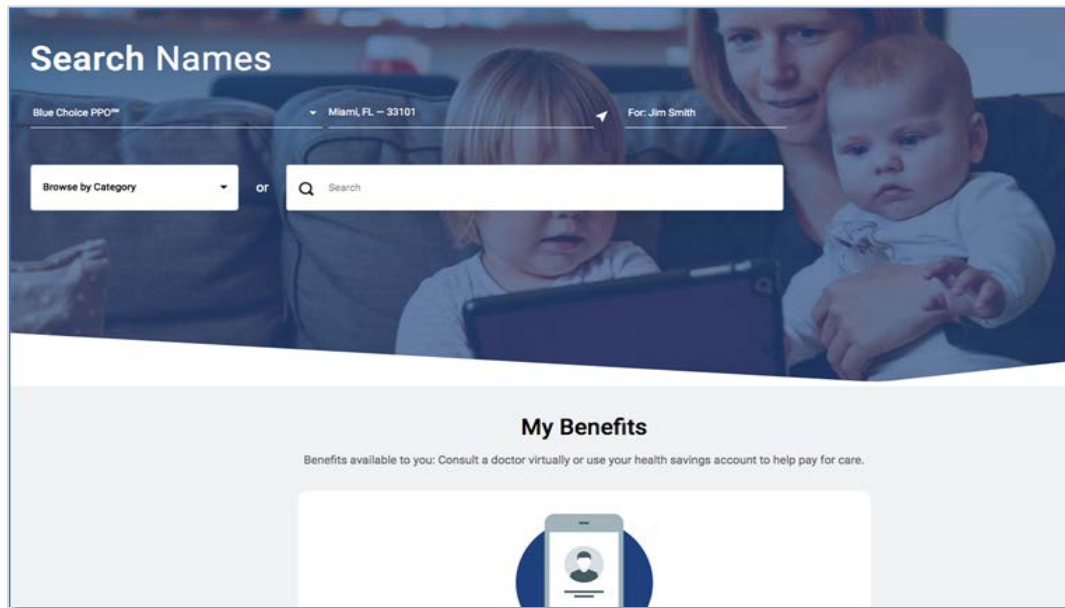 Search Names
Blue Choice PPO℠
Miami, FL – 33101
For: Jim Smith
Browse by Category
or
Search
My Benefits
Benefits available to you: Consult a doctor virtually or use your health savings account to help pay for care.